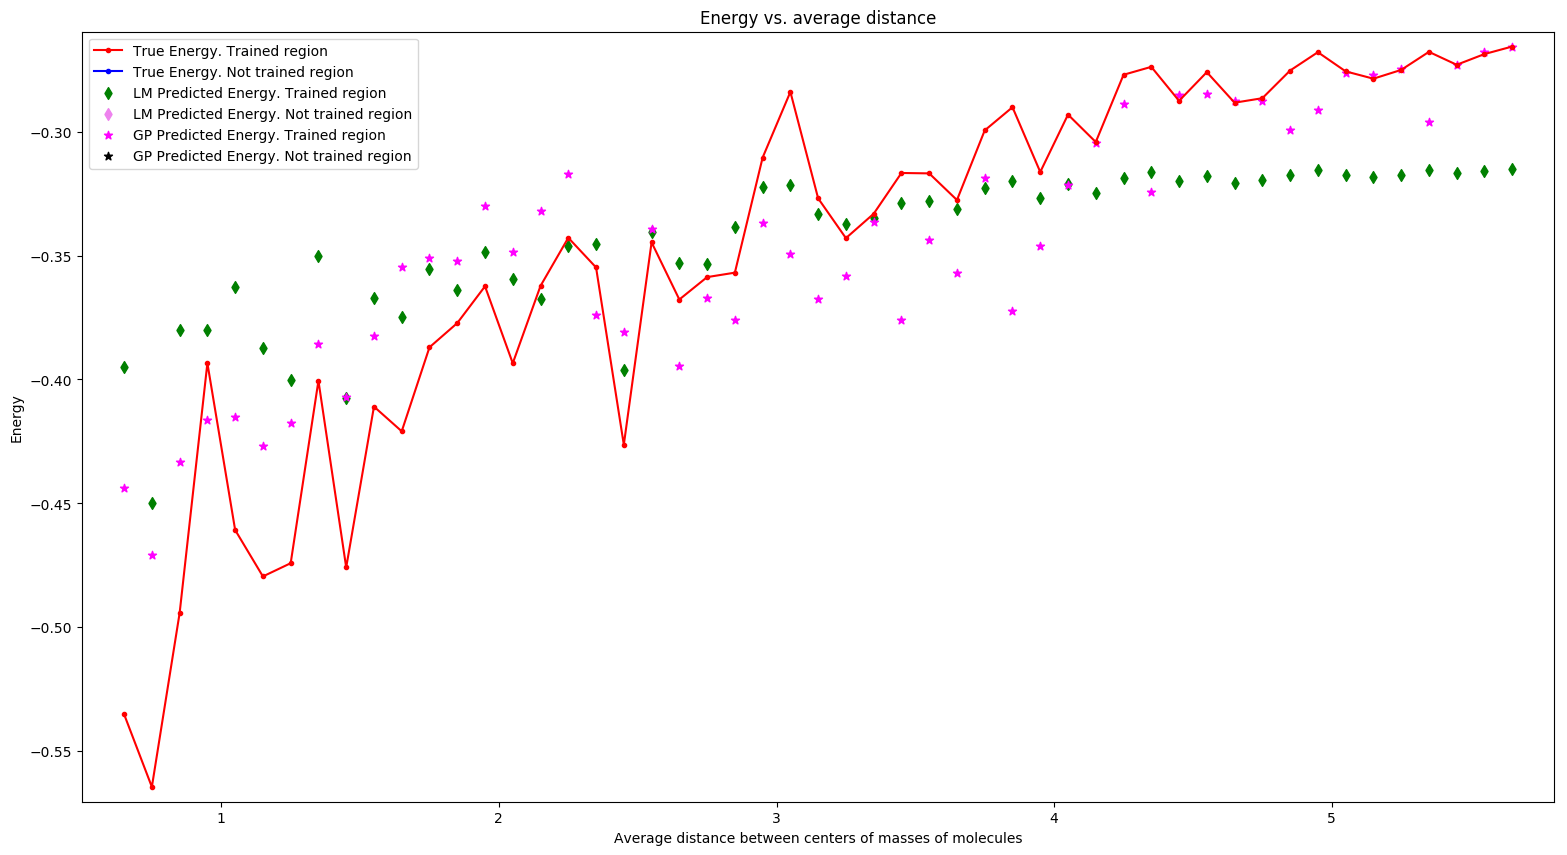 Energy vs. average distance
True Energy. Trained region
True Energy. Not trained region
LM Predicted Energy. Trained region
LM Predicted Energy. Not trained region
GP Predicted Energy. Trained region
GP Predicted Energy. Not trained region
Energy
−0.30
−0.35
−0.40
−0.45
−0.50
−0.55
1 2 3 4 5
Average distance between centers of masses of molecules